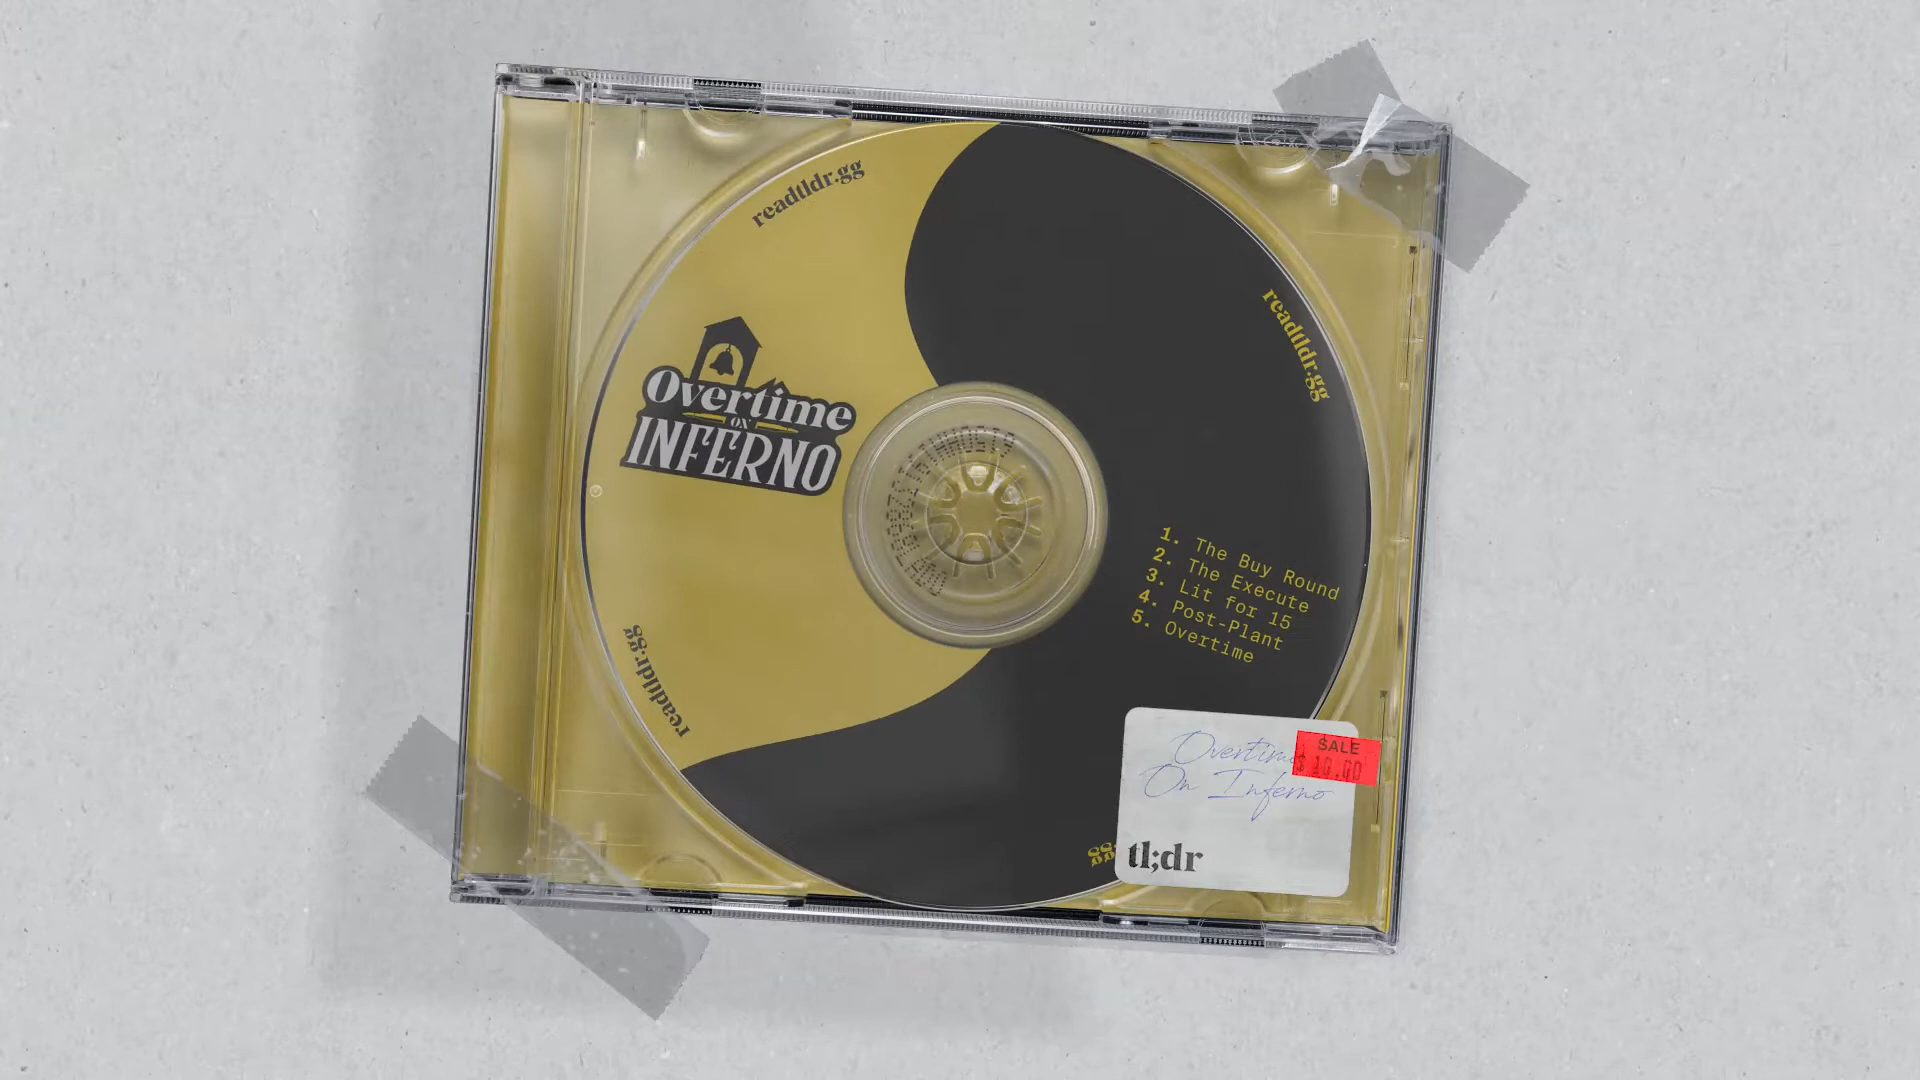 readtldr.gg
readtldr.gg
Overtime
ON
INFERNO
1. The Buy Round
2. The Execute
3. Lit for 15
4. Post-Plant
5. Overtime
readtldr.gg
SALE
$ 10.00
Overtime
On Inferno
.gg
tl;dr